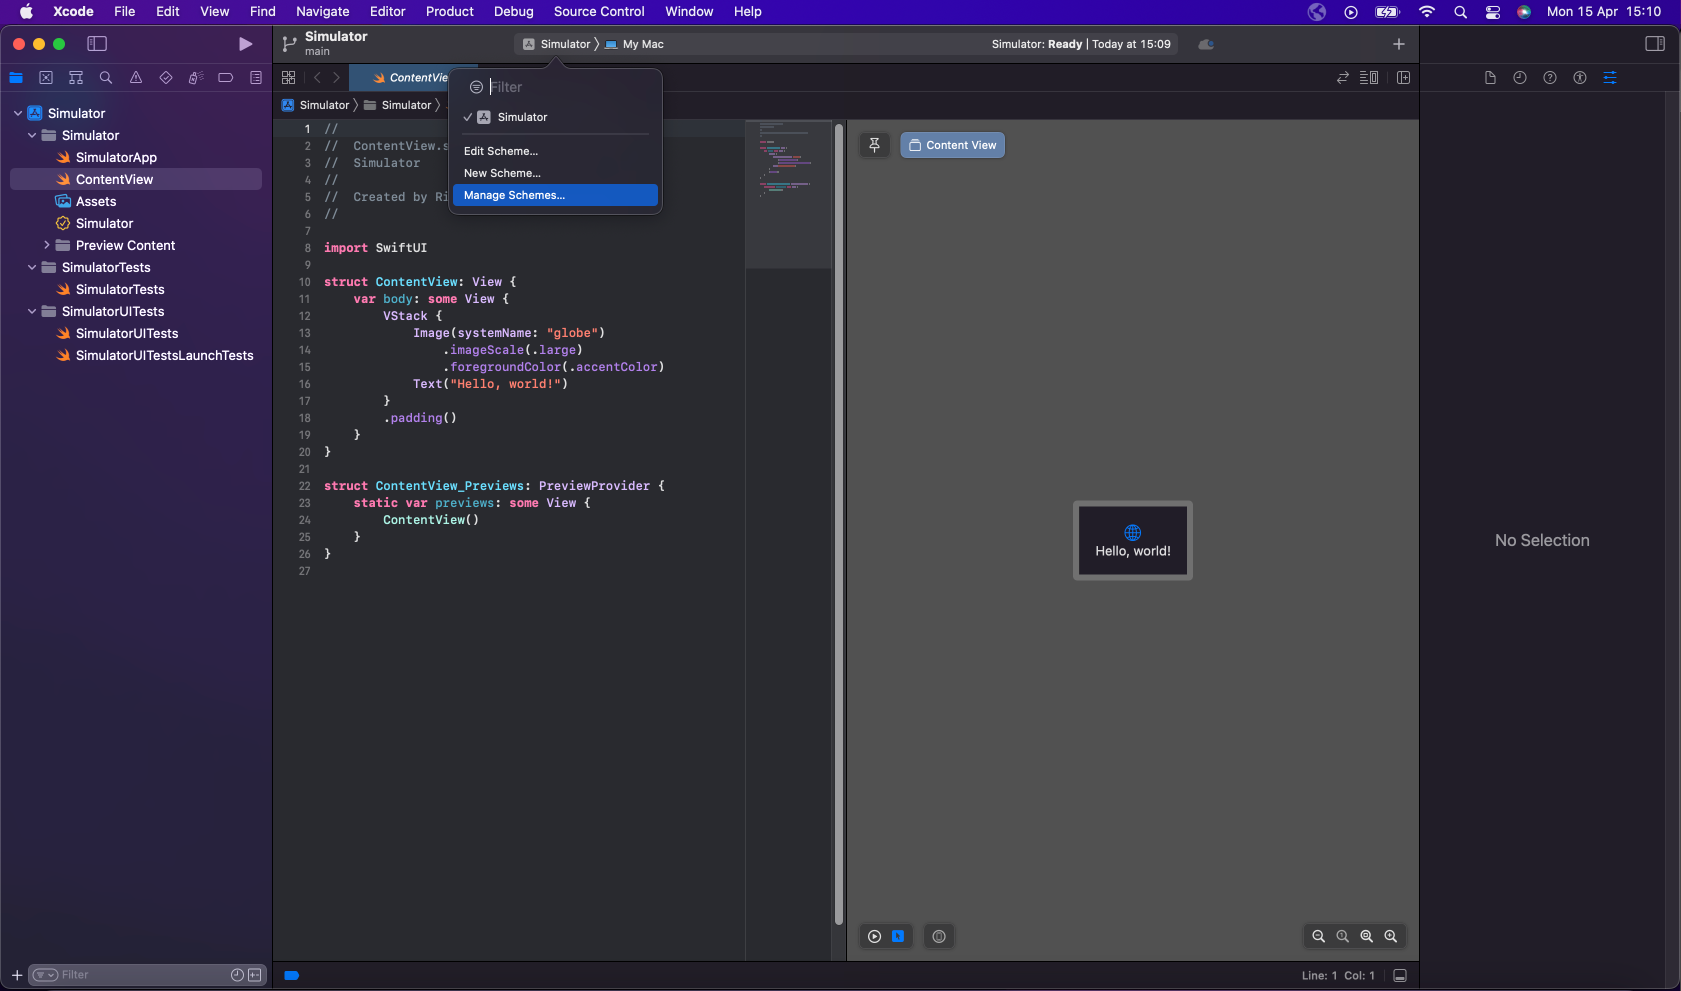 Xcode File Edit View Find Navigate Editor Product Debug Source Control Window Help Mon 15 Apr 15:10
Simulator
main
Simulator My Mac
Simulator: Ready | Today at 15:09
ContentVie
Simulator Simulator
Filter
Simulator
Edit Scheme...
New Scheme...
Manage Schemes...
Simulator
Simulator
SimulatorApp
ContentView
Assets
Simulator
Preview Content
SimulatorTests
SimulatorTests
SimulatorUITests
SimulatorUITests
SimulatorUITestsLaunchTests
Filter
1 //
2 // ContentView.s
3 // Simulator
4 //
5 // Created by Ri
6 //
7
8 import SwiftUI
9
10 struct ContentView: View {
11 var body: some View {
12 VStack {
13 Image(systemName: "globe")
14 .imageScale(.large)
15 .foregroundColor(.accentColor)
16 Text("Hello, world!")
17 }
18 .padding()
19 }
20 }
21
22 struct ContentView_Previews: PreviewProvider {
23 static var previews: some View {
24 ContentView()
25 }
26 }
27
Content View
Hello, world!
No Selection
Line: 1 Col: 1